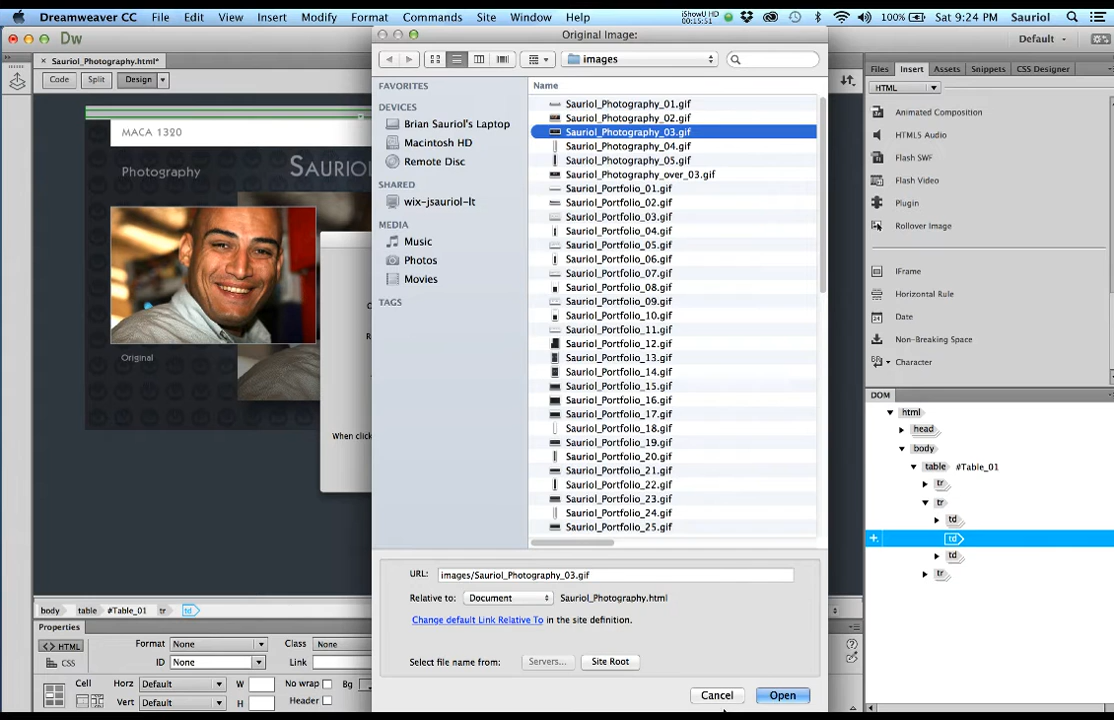 Dreamweaver CC File Edit View Insert Modify Format Commands Site Window Help iShowU HD 00:15:51 100% Sat 9:24 PM Sauriol
Dw
Default
Original Image:
Sauriol_Photography.html*
Code Split Design
images
FAVORITES
DEVICES
Brian Sauriol's Laptop
Macintosh HD
Remote Disc
SHARED
wix-jsauriol-lt
MEDIA
Music
Photos
Movies
TAGS
Name
Sauriol_Photography_01.gif
Sauriol_Photography_02.gif
Sauriol_Photography_03.gif
Sauriol_Photography_04.gif
Sauriol_Photography_05.gif
Sauriol_Photography_over_03.gif
Sauriol_Portfolio_01.gif
Sauriol_Portfolio_02.gif
Sauriol_Portfolio_03.gif
Sauriol_Portfolio_04.gif
Sauriol_Portfolio_05.gif
Sauriol_Portfolio_06.gif
Sauriol_Portfolio_07.gif
Sauriol_Portfolio_08.gif
Sauriol_Portfolio_09.gif
Sauriol_Portfolio_10.gif
Sauriol_Portfolio_11.gif
Sauriol_Portfolio_12.gif
Sauriol_Portfolio_13.gif
Sauriol_Portfolio_14.gif
Sauriol_Portfolio_15.gif
Sauriol_Portfolio_16.gif
Sauriol_Portfolio_17.gif
Sauriol_Portfolio_18.gif
Sauriol_Portfolio_19.gif
Sauriol_Portfolio_20.gif
Sauriol_Portfolio_21.gif
Sauriol_Portfolio_22.gif
Sauriol_Portfolio_23.gif
Sauriol_Portfolio_24.gif
Sauriol_Portfolio_25.gif
URL: images/Sauriol_Photography_03.gif
Relative to: Document Sauriol_Photography.html
Change default Link Relative To in the site definition.
Select file name from: Servers... Site Root
Cancel Open
MACA 1320
Photography
SAURIOL
Original
When click
body table #Table_01 tr td
Properties
<> HTML
CSS
Format None Class None
ID None Link
Cell Horz Default W No wrap Bg
Vert Default H Header
Files Insert Assets Snippets CSS Designer
HTML
Animated Composition
HTML5 Audio
Flash SWF
Flash Video
Plugin
Rollover Image
IFrame
Horizontal Rule
Date
Non-Breaking Space
Character
DOM
html
head
body
table #Table_01
tr
tr
td
td
td
tr